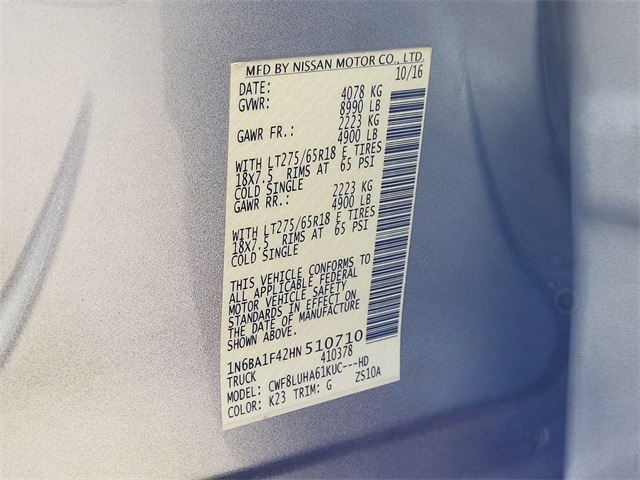 MFD BY NISSAN MOTOR CO., LTD.
DATE: 10/16
GVWR: 4078 KG
8990 LB
GAWR FR.: 2223 KG
4900 LB
WITH LT275/65R18 E TIRES
18X7.5 RIMS AT 65 PSI
COLD SINGLE
GAWR RR.: 2223 KG
4900 LB
WITH LT275/65R18 E TIRES
18X7.5 RIMS AT 65 PSI
COLD SINGLE
THIS VEHICLE CONFORMS TO
ALL APPLICABLE FEDERAL
MOTOR VEHICLE SAFETY
STANDARDS IN EFFECT ON
THE DATE OF MANUFACTURE
SHOWN ABOVE.
1N6BA1F42HN510710
TRUCK 410378
MODEL: CWF8LUHA61KUC---HD
COLOR: K23 TRIM: G ZS10A